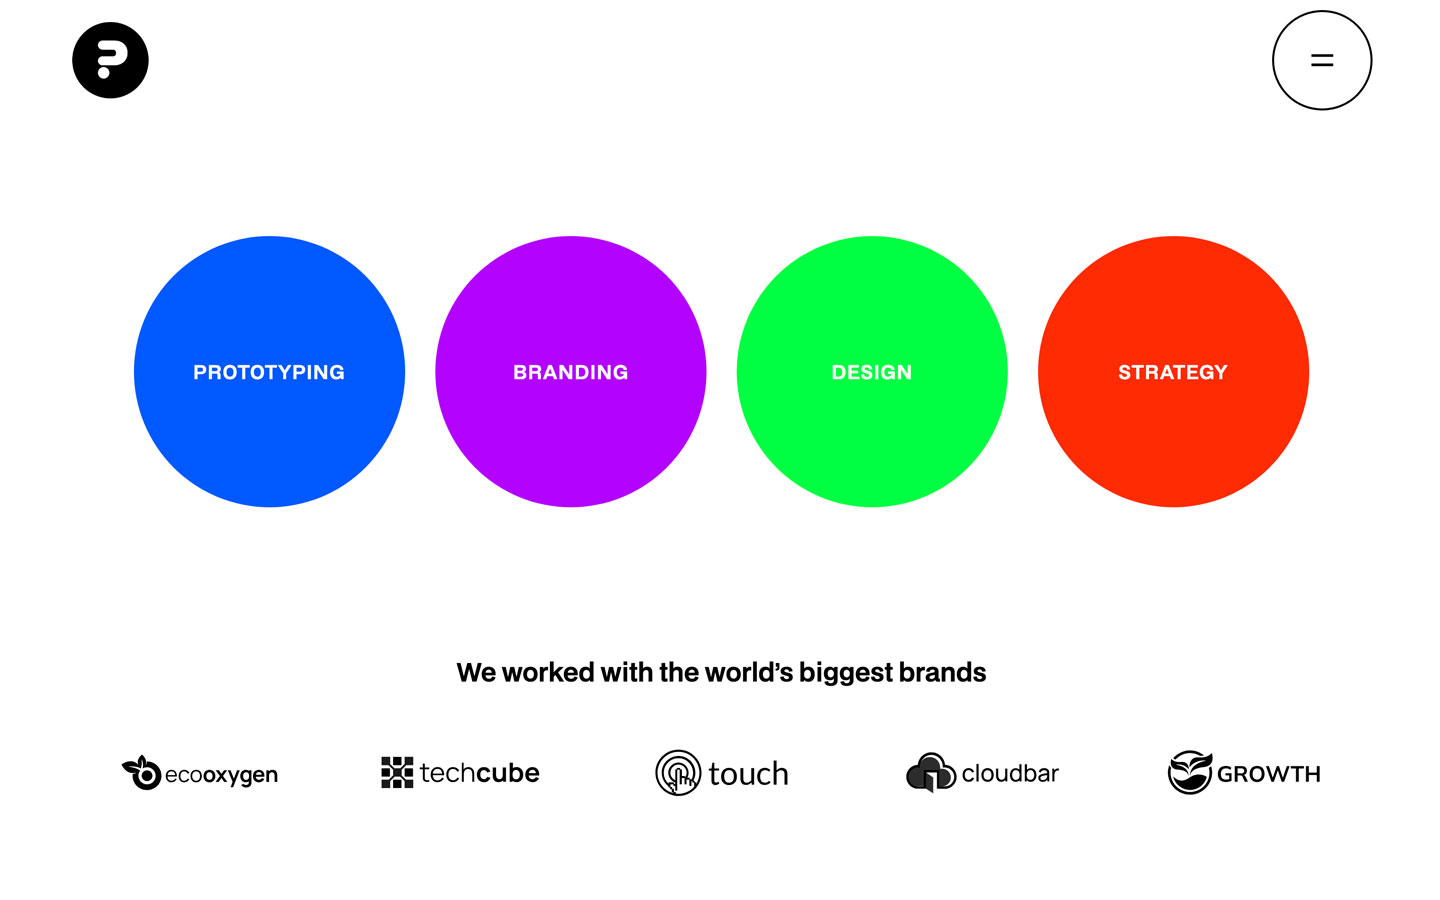 ?
PROTOTYPING
BRANDING
DESIGN
STRATEGY
We worked with the world’s biggest brands
ecooxygen
techcube
touch
cloudbar
GROWTH